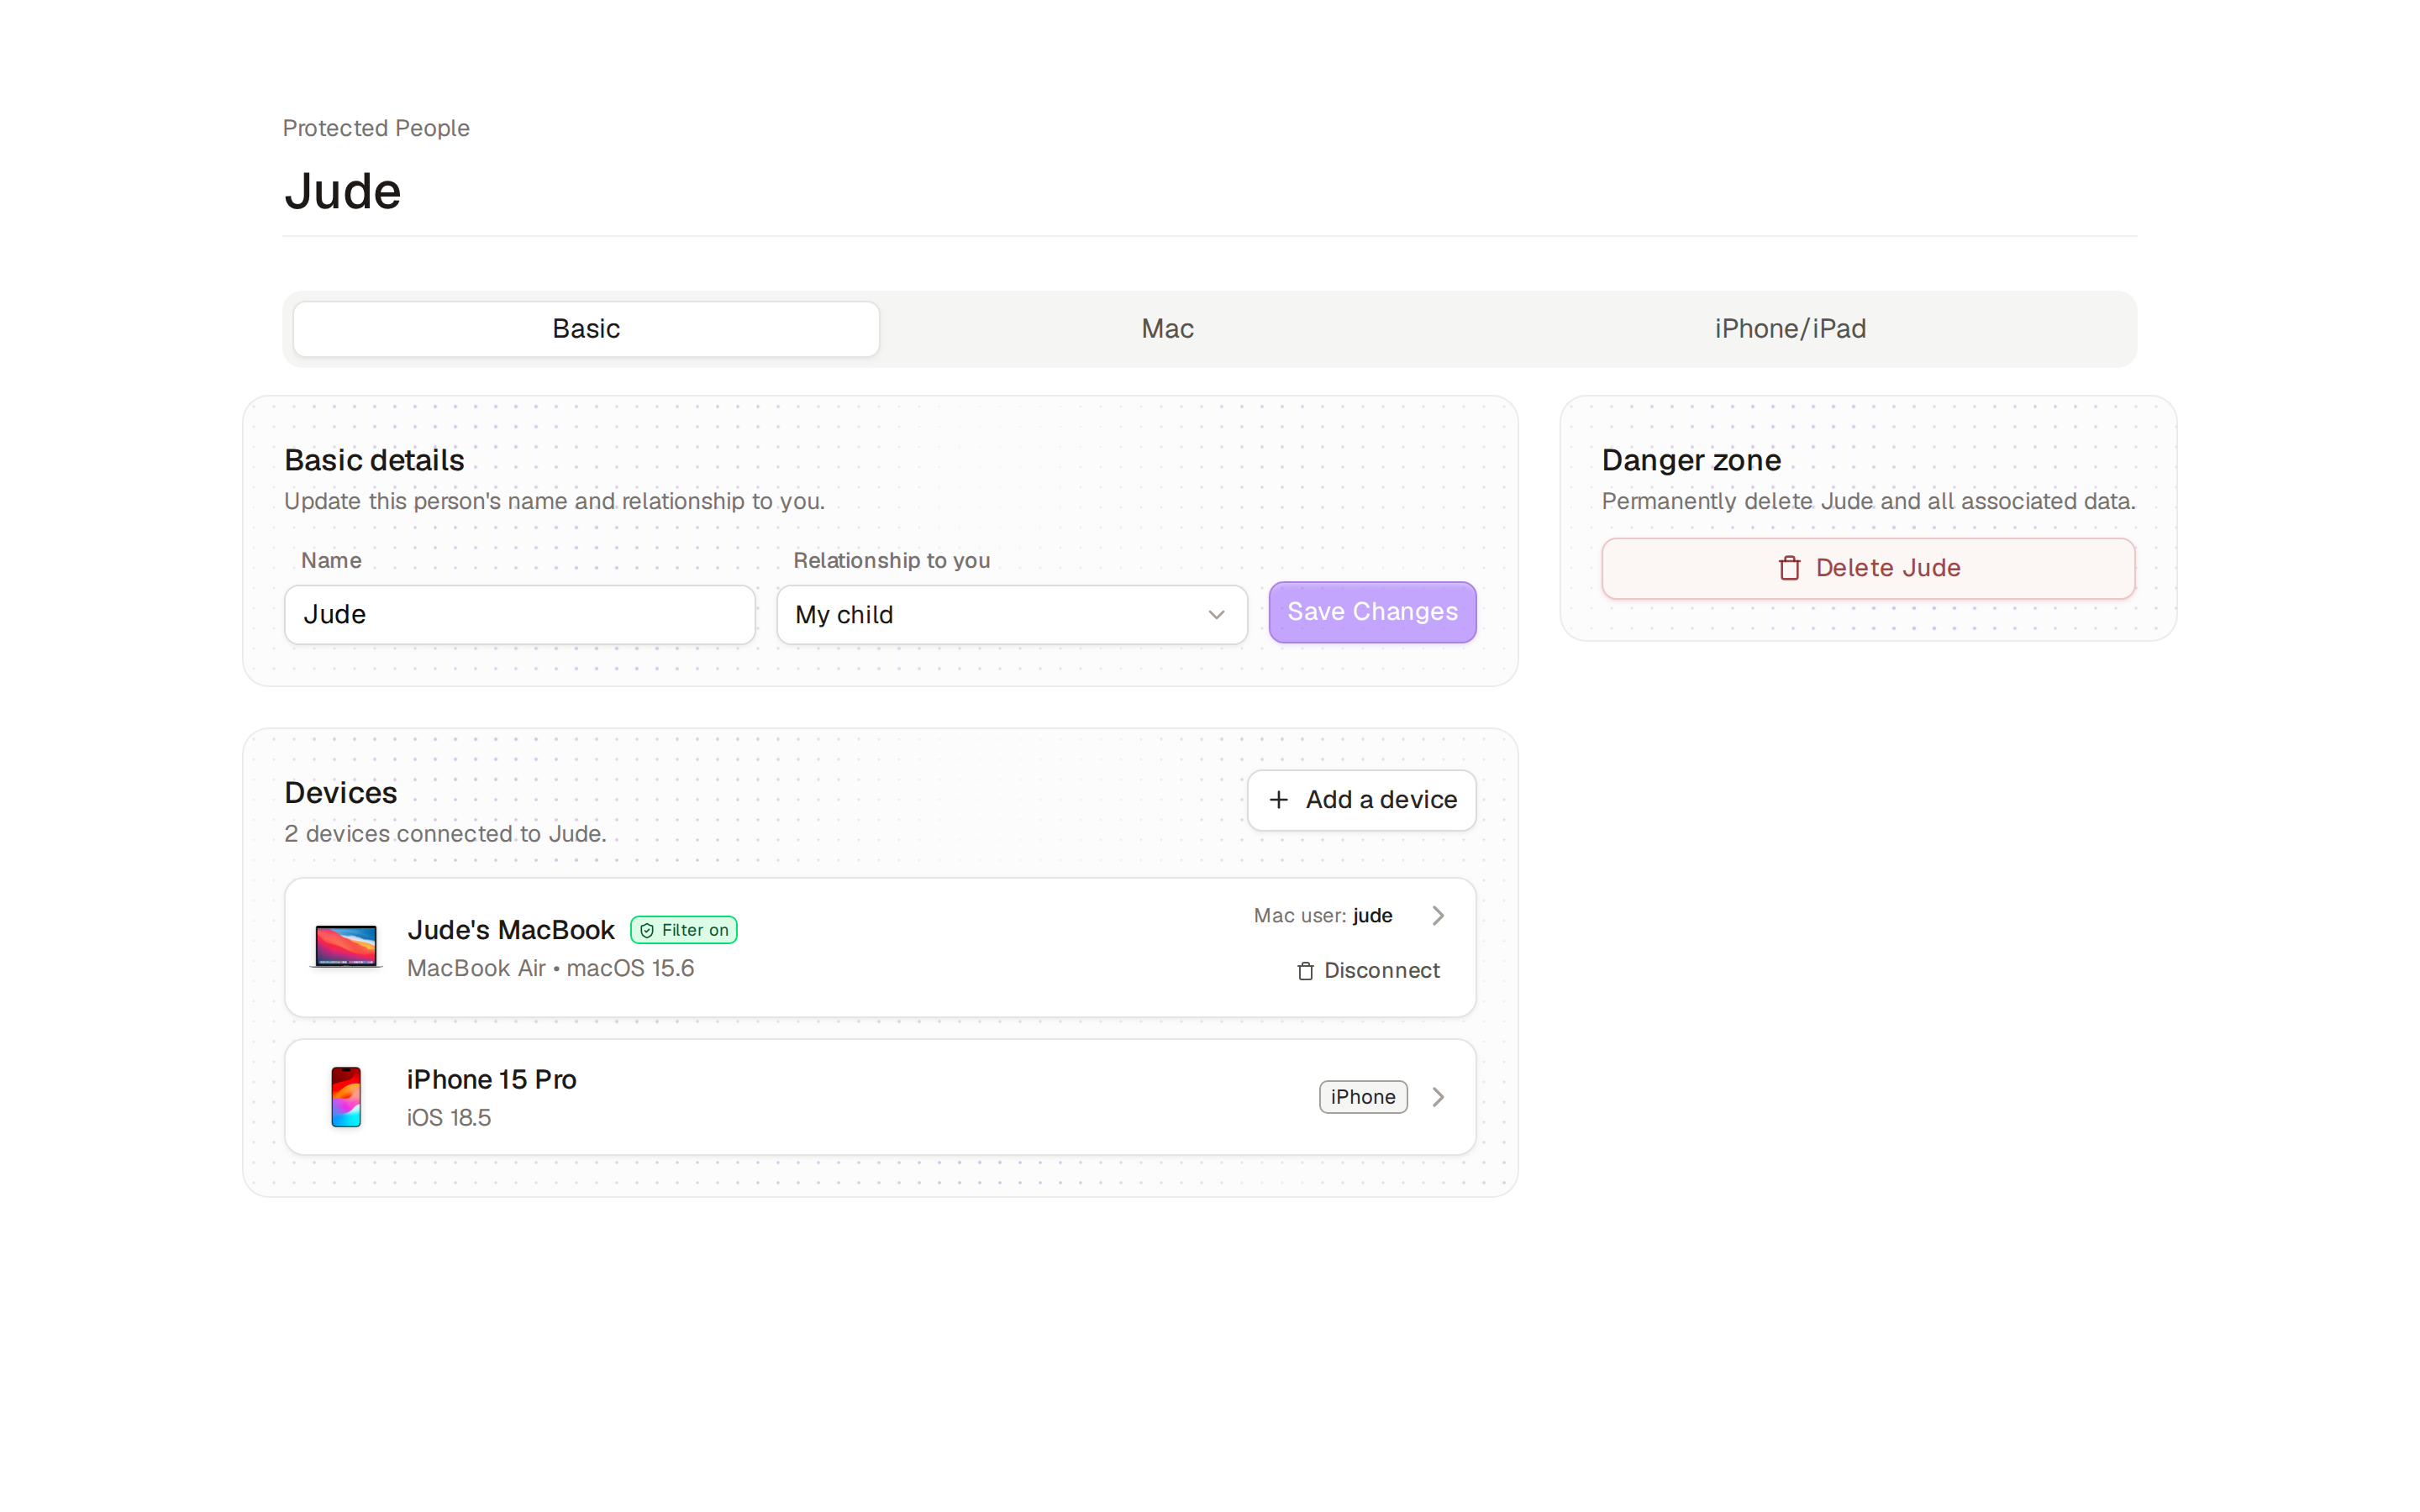 Protected People
Jude
Basic
Mac
iPhone/iPad
Basic details
Update this person's name and relationship to you.
Name
Relationship to you
Jude
My child
Save Changes
Danger zone
Permanently delete Jude and all associated data.
Delete Jude
Devices
2 devices connected to Jude.
Add a device
Jude's MacBook
Filter on
MacBook Air • macOS 15.6
Mac user: jude
Disconnect
iPhone 15 Pro
iOS 18.5
iPhone